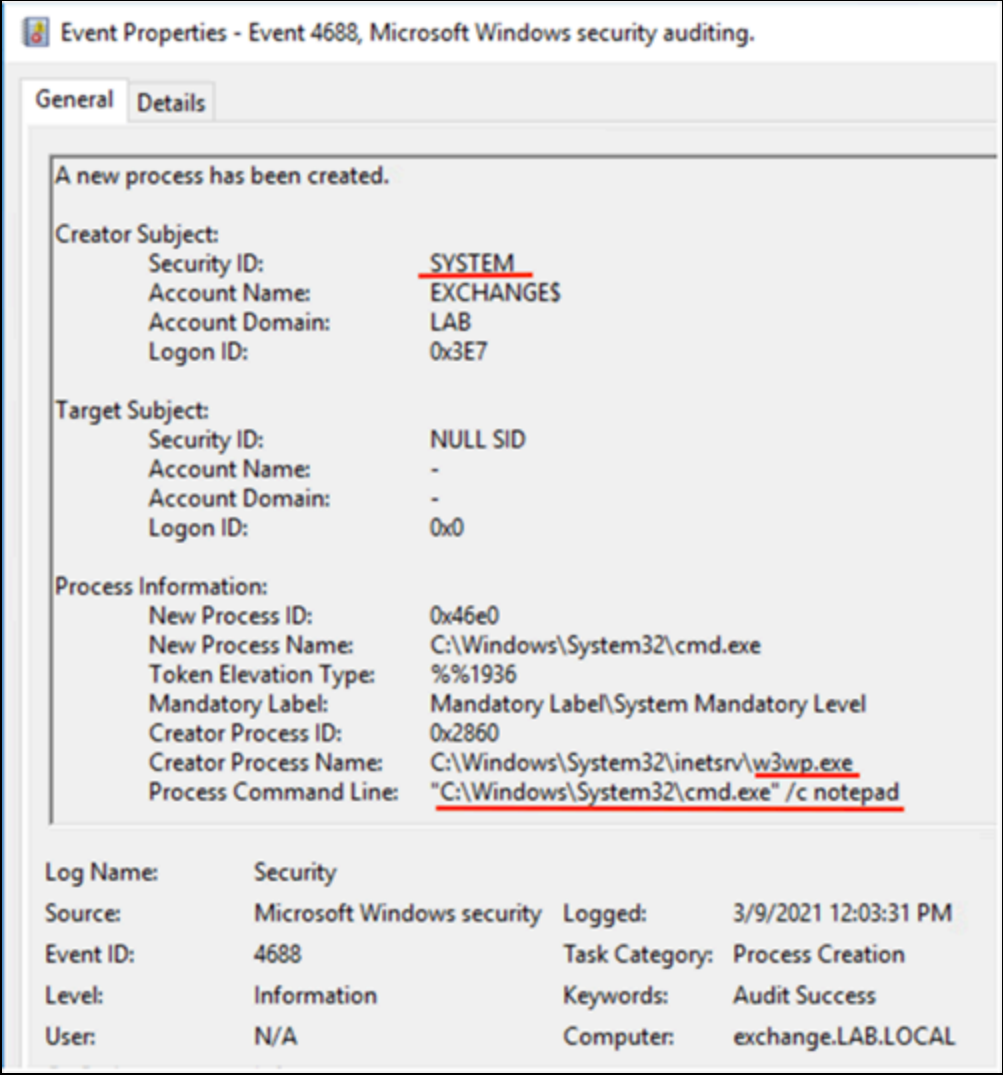 Event Properties - Event 4688, Microsoft Windows security auditing.
General Details
A new process has been created.
Creator Subject:
Security ID: SYSTEM
Account Name: EXCHANGE$
Account Domain: LAB
Logon ID: 0x3E7
Target Subject:
Security ID: NULL SID
Account Name: -
Account Domain: -
Logon ID: 0x0
Process Information:
New Process ID: 0x46e0
New Process Name: C:\Windows\System32\cmd.exe
Token Elevation Type: %%1936
Mandatory Label: Mandatory Label\System Mandatory Level
Creator Process ID: 0x2860
Creator Process Name: C:\Windows\System32\inetsrv\w3wp.exe
Process Command Line: "C:\Windows\System32\cmd.exe" /c notepad
Log Name: Security
Source: Microsoft Windows security Logged: 3/9/2021 12:03:31 PM
Event ID: 4688 Task Category: Process Creation
Level: Information Keywords: Audit Success
User: N/A Computer: exchange.LAB.LOCAL